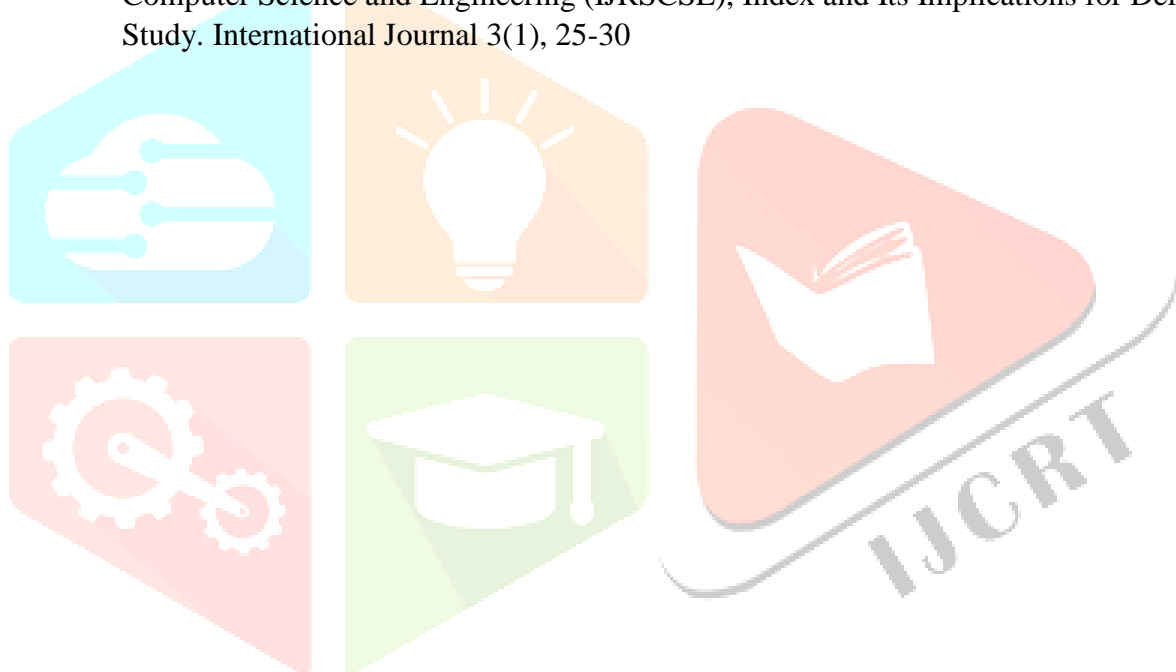 Computer Science and Engineering (IJRSCSE), Index and Its Implications for
Study. International Journal 3(1), 25-30
IJCRT